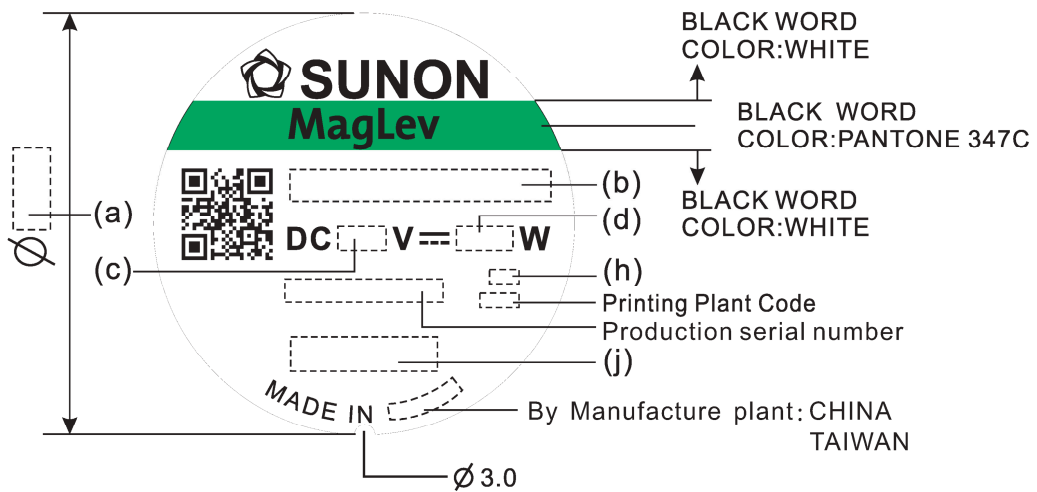 BLACK WORD
COLOR:WHITE
SUNON
MagLev
BLACK WORD
COLOR:PANTONE 347C
(b)
BLACK WORD
COLOR:WHITE
(a)
(d)
DC V W
Ø
(c)
(h)
Printing Plant Code
Production serial number
(j)
MADE IN
By Manufacture plant: CHINA
TAIWAN
Ø3.0